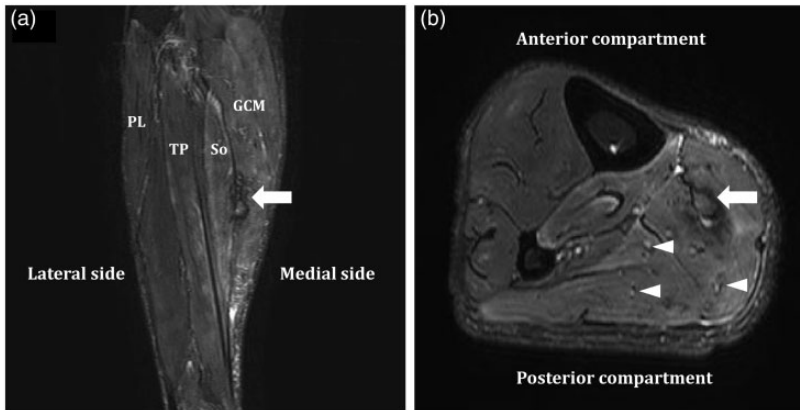 (a)
GCM
PL
TP
So
Lateral side
Medial side
(b)
Anterior compartment
Posterior compartment